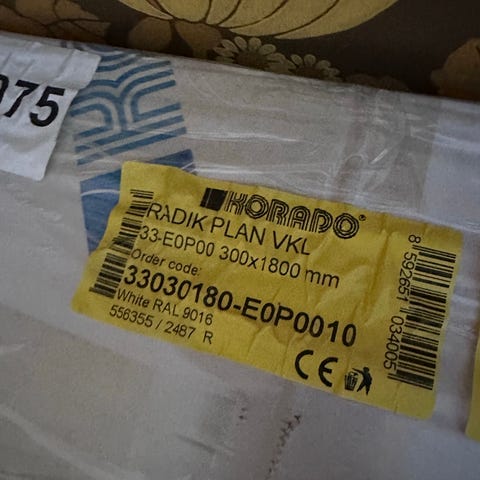 075
KORADO®
RADIK PLAN VKL
33-E0P00 300x1800 mm
Order code:
33030180-E0P0010
White RAL 9016
556355 / 2487 R
CE
8 592651 034005